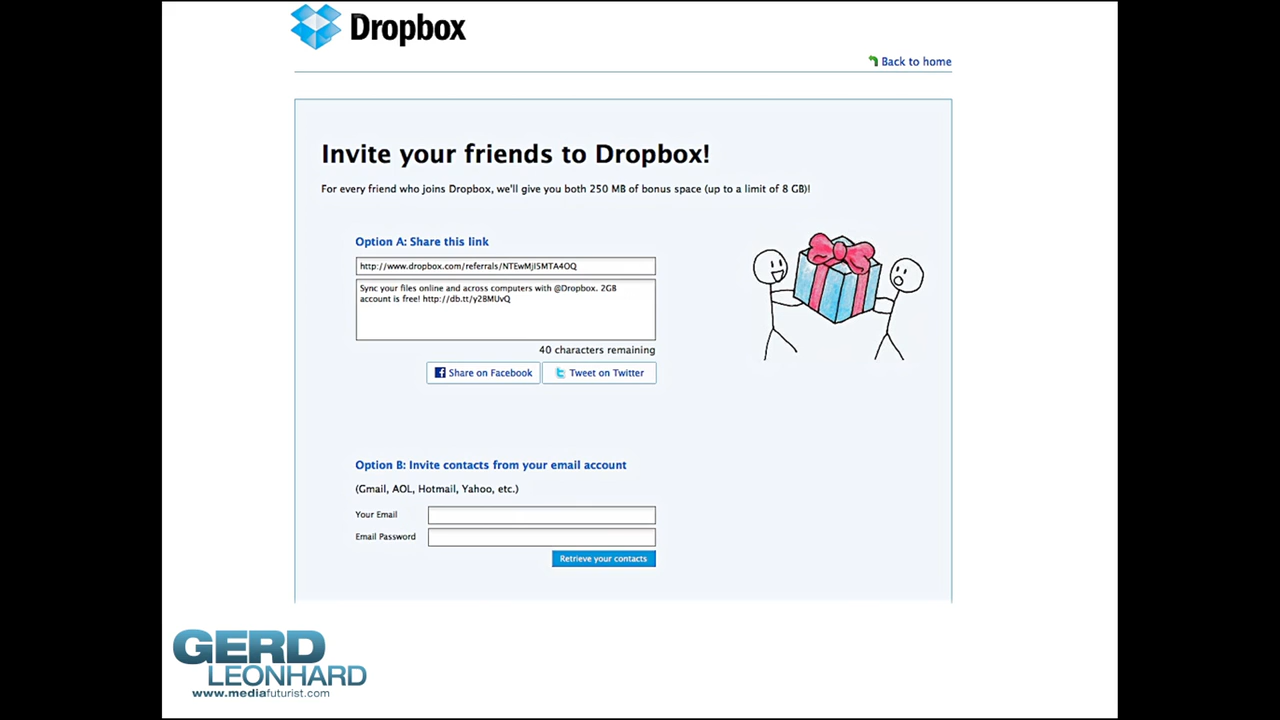 Dropbox
Back to home
Invite your friends to Dropbox!
For every friend who joins Dropbox, we'll give you both 250 MB of bonus space (up to a limit of 8 GB)!
Option A: Share this link
http://www.dropbox.com/referrals/NTEwMjI5MTA4OQ
Sync your files online and across computers with @Dropbox. 2GB
account is free! http://db.tt/y2BMUvQ
40 characters remaining
Share on Facebook
Tweet on Twitter
Option B: Invite contacts from your email account
(Gmail, AOL, Hotmail, Yahoo, etc.)
Your Email
Email Password
Retrieve your contacts
GERD
LEONHARD
www.mediafuturist.com